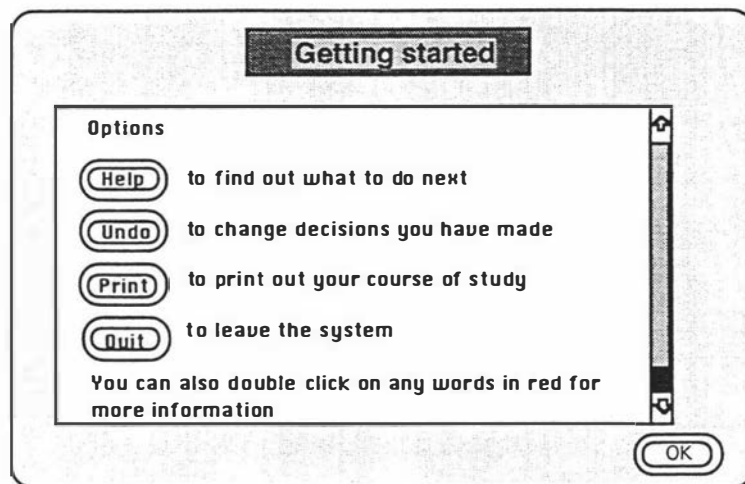 Getting started
Options
Help to find out what to do next
Undo to change decisions you have made
Print to print out your course of study
Quit to leave the system
You can also double click on any words in red for
more information
OK